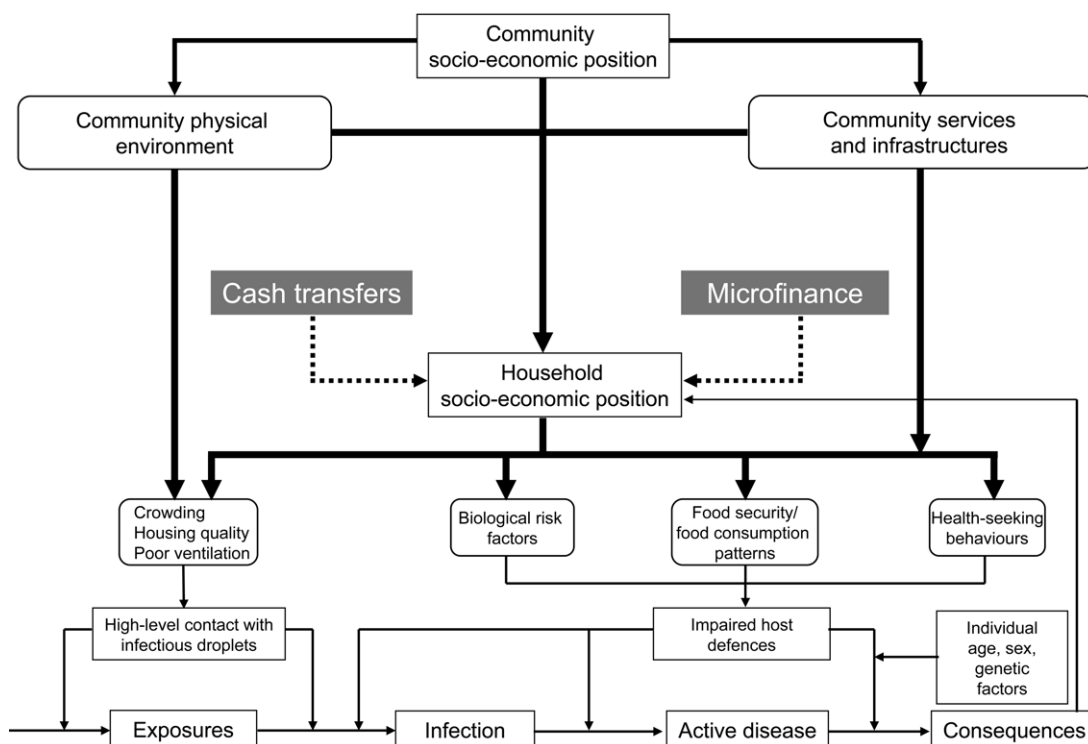 Community
socio-economic position
Community physical
environment
Community services
and infrastructures
Cash transfers
Microfinance
Household
socio-economic position
Crowding
Housing quality
Poor ventilation
Biological risk
factors
Food security/
food consumption
patterns
Health-seeking
behaviours
High-level contact with
infectious droplets
Impaired host
defences
Individual
age, sex,
genetic
factors
Exposures
Infection
Active disease
Consequences